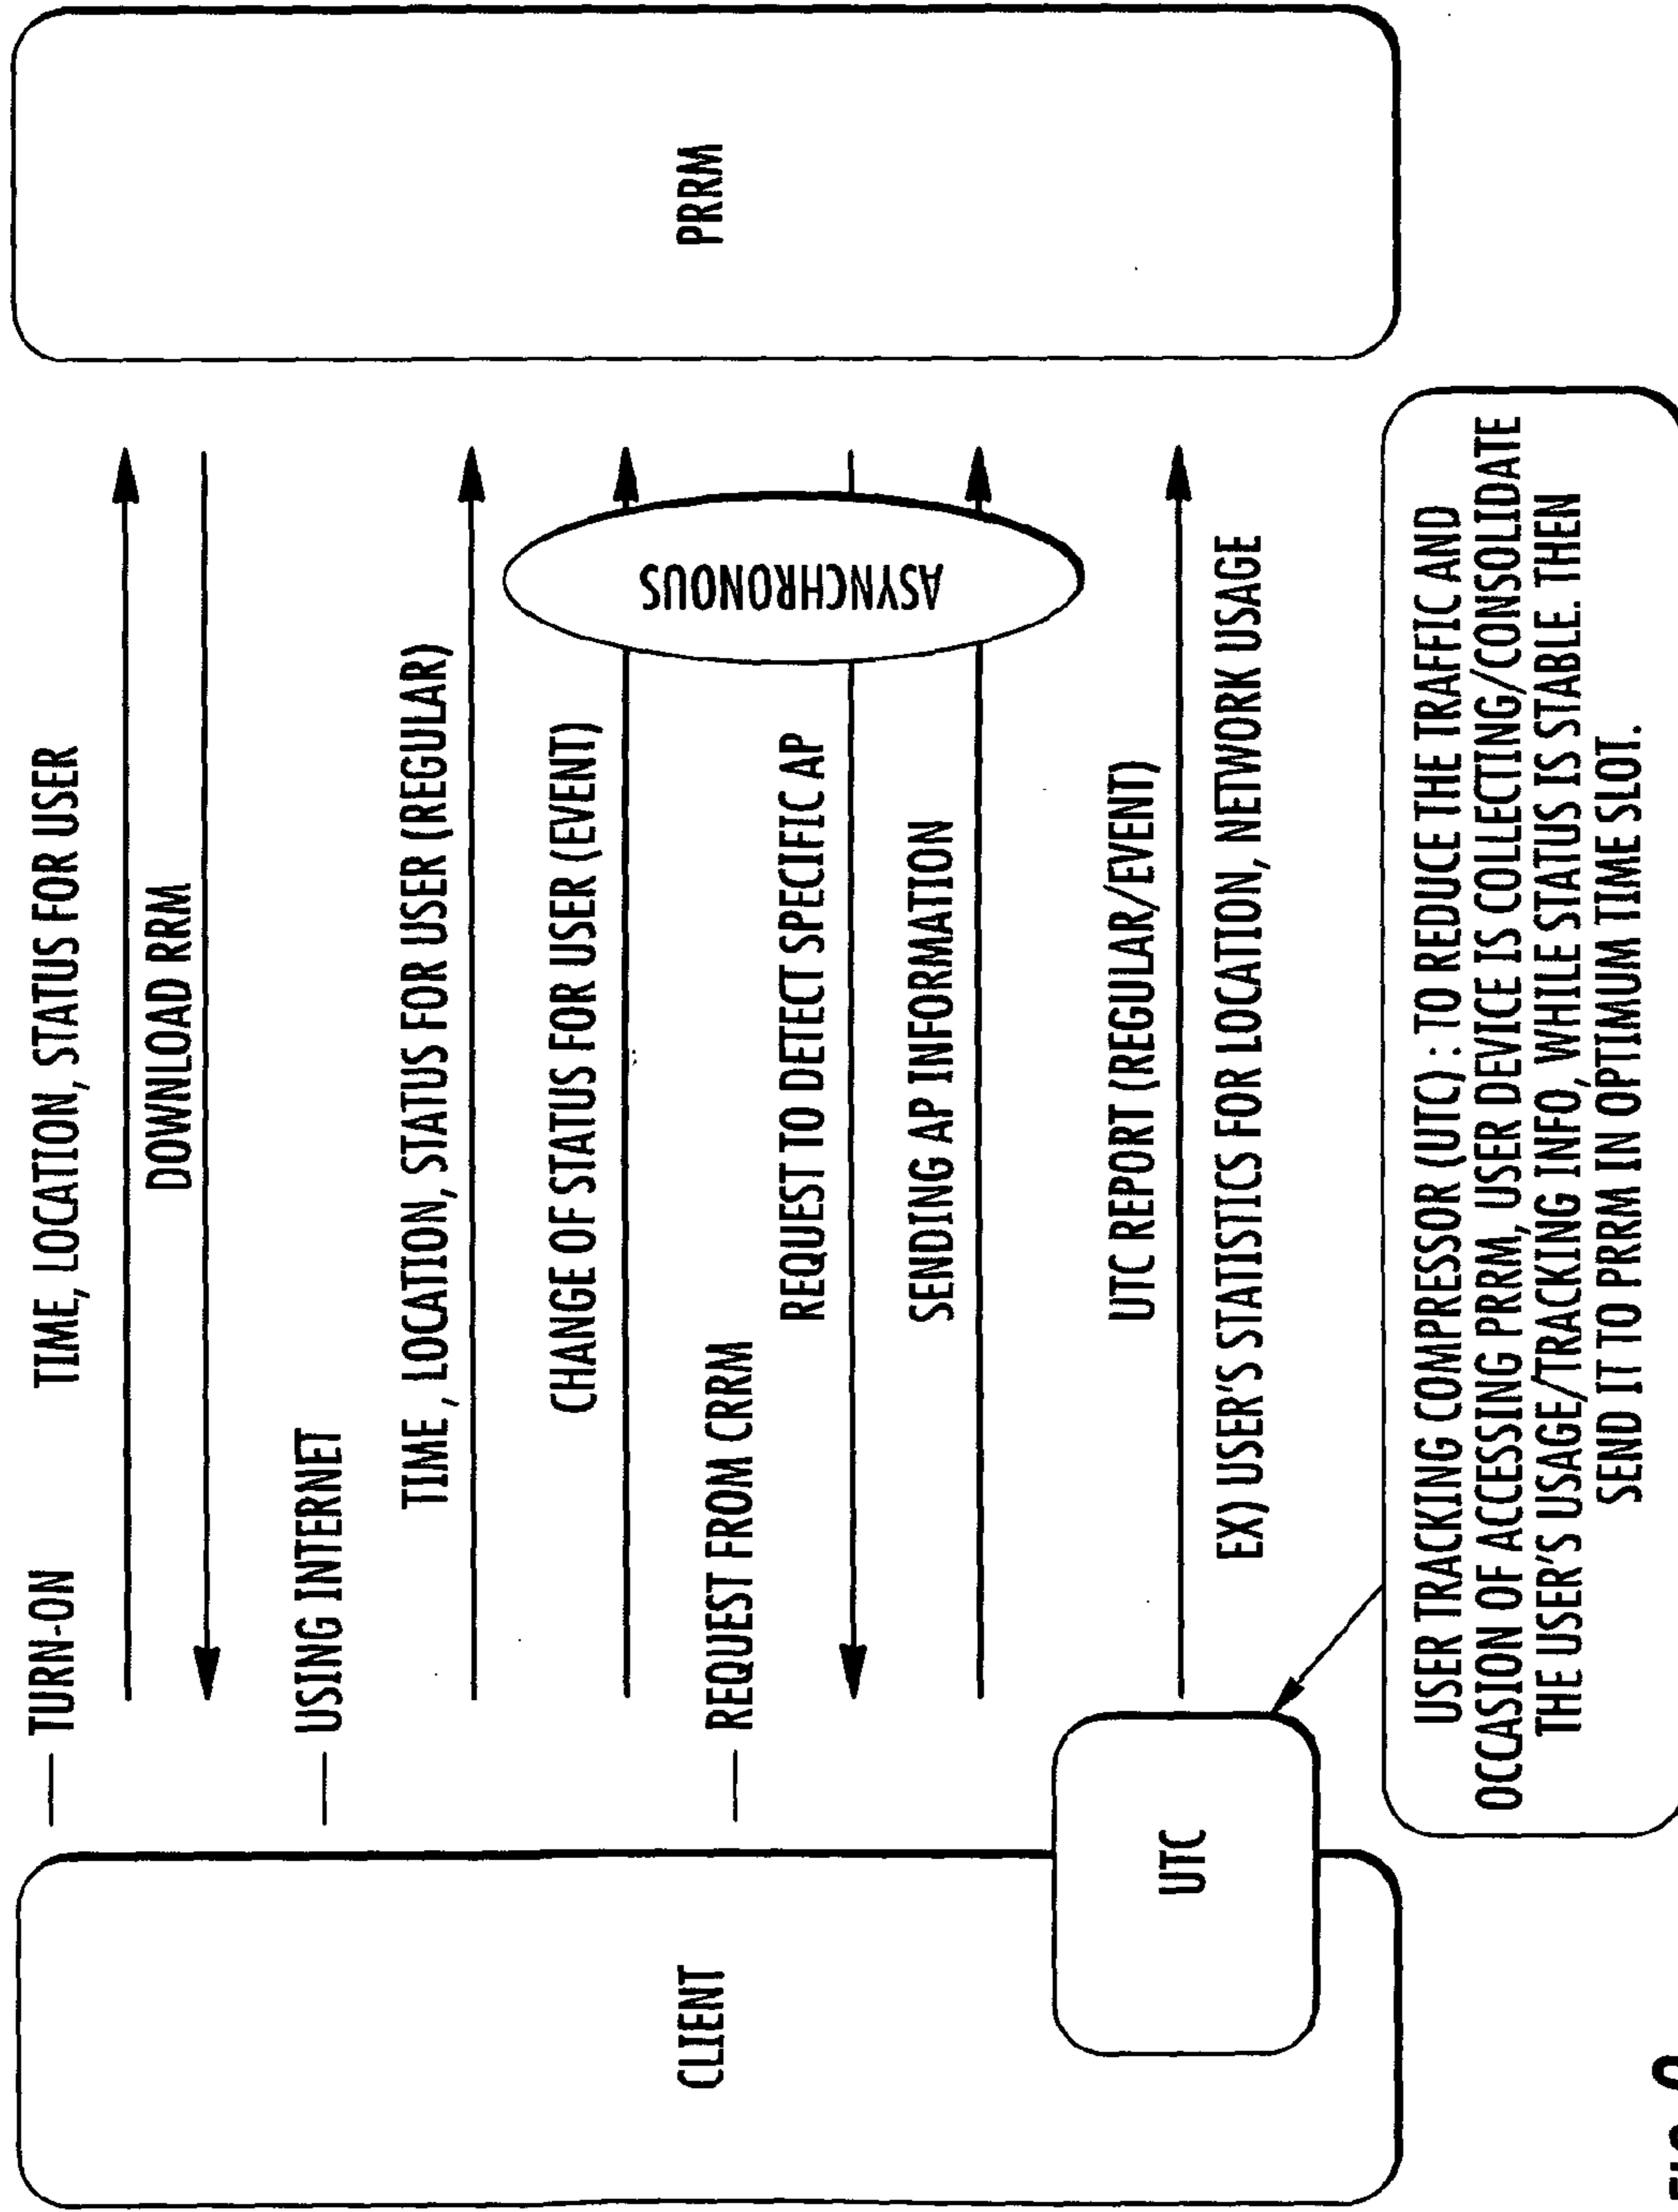 TURN-ON
TIME, LOCATION, STATUS FOR USER
DOWNLOAD RRM
USING INTERNET
TIME , LOCATION, STATUS FOR USER (REGULAR)
CHANGE OF STATUS FOR USER (EVENT)
ASYNCHRONOUS
CLIENT
PRRM
REQUEST FROM CRRM
REQUEST TO DETECT SPECIFIC AP
SENDING AP INFORMATION
UTC REPORT (REGULAR/EVENT)
UTC
EX) USER'S STATISTICS FOR LOCATION, NETWORK USAGE
USER TRACKING COMPRESSOR (UTC) : TO REDUCE THE TRAFFIC AND
OCCASION OF ACCESSING PRRM, USER DEVICE IS COLLECTING/CONSOLIDATE
THE USER'S USAGE/TRACKING INFO, WHILE STATUS IS STABLE. THEN
SEND IT TO PRRM IN OPTIMUM TIME SLOT.